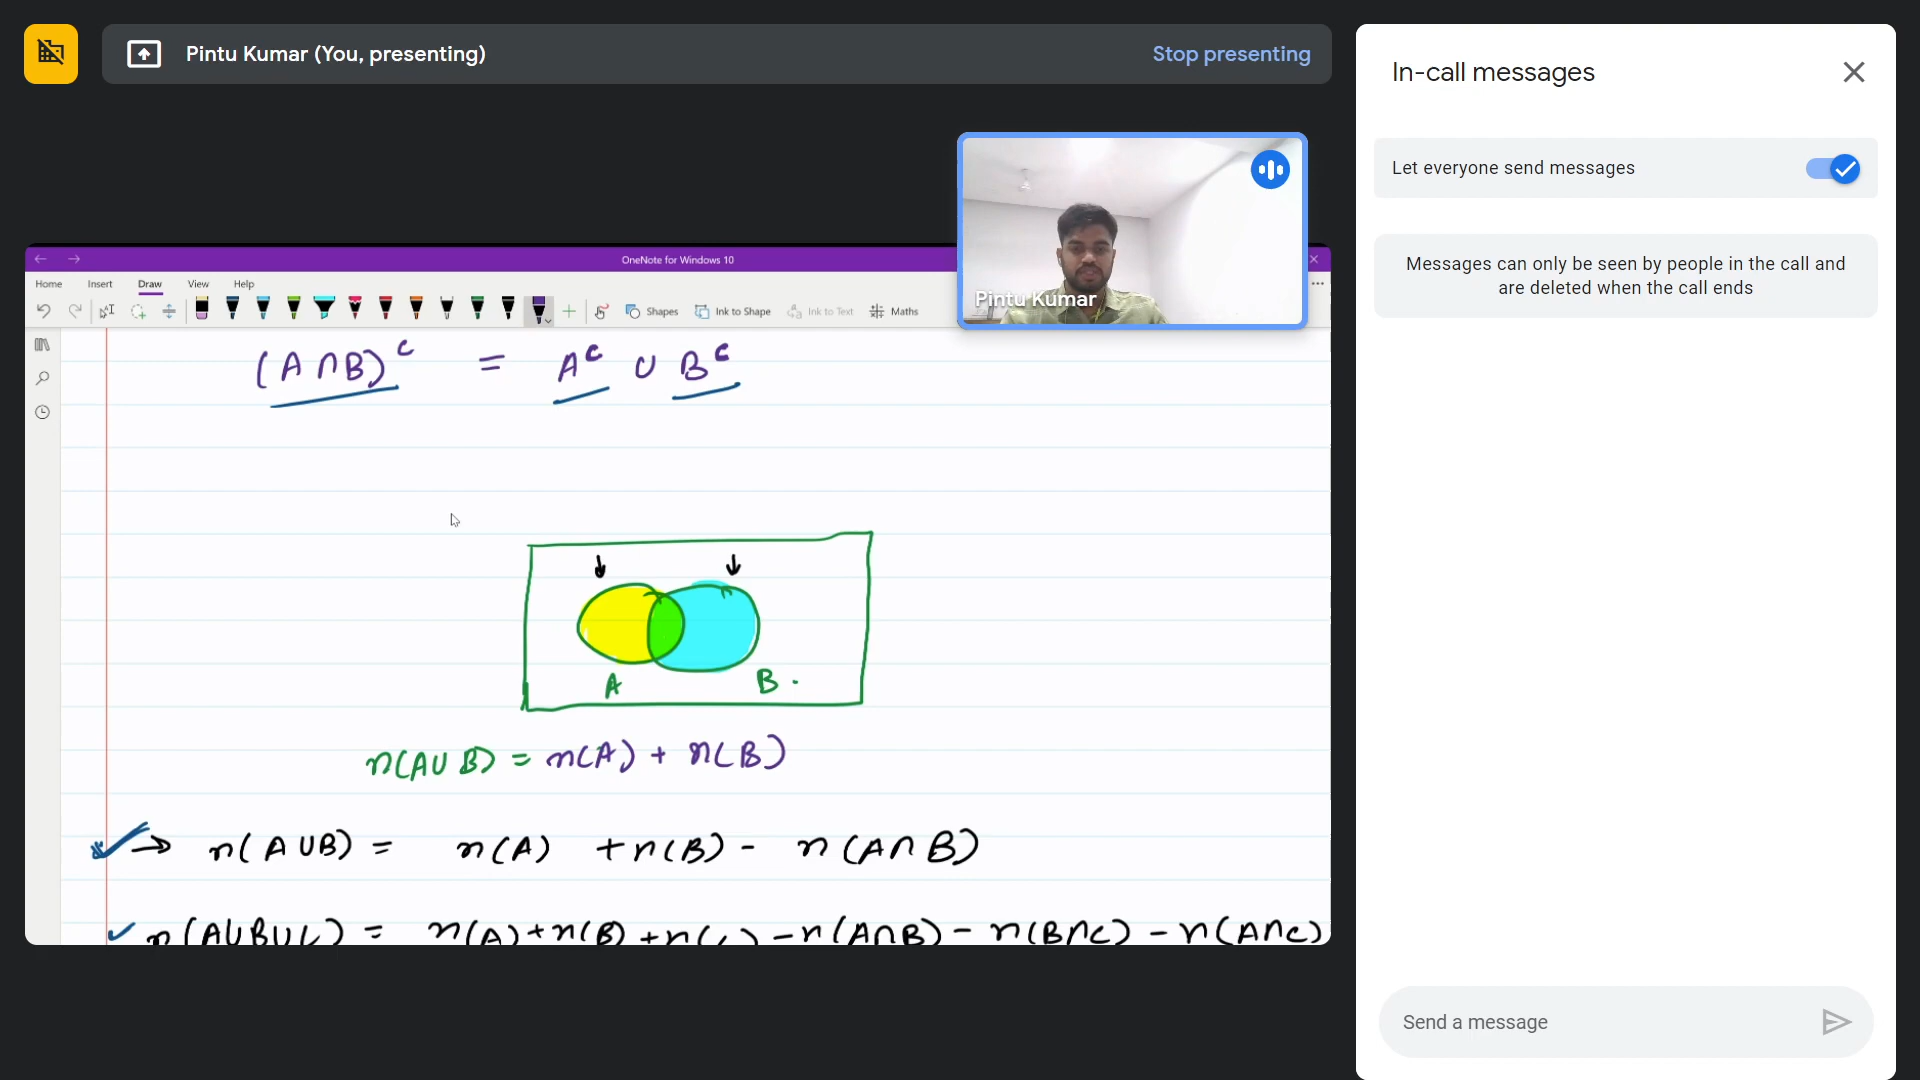 Pintu Kumar (You, presenting)
Stop presenting
In-call messages
Let everyone send messages
Messages can only be seen by people in the call and
are deleted when the call ends
Pintu Kumar
OneNote for Windows 10
Home Insert Draw View Help
Shapes Ink to Shape Ink to Text Maths
(A∩B)ᶜ = Aᶜ ∪ Bᶜ
A B
n(A∪B) = n(A) + n(B)
→ n(A∪B) = n(A) + n(B) - n(A∩B)
n(A∪B∪C) = n(A)+n(B)+n(C)-n(A∩B)-n(B∩C)-n(A∩C)
Send a message